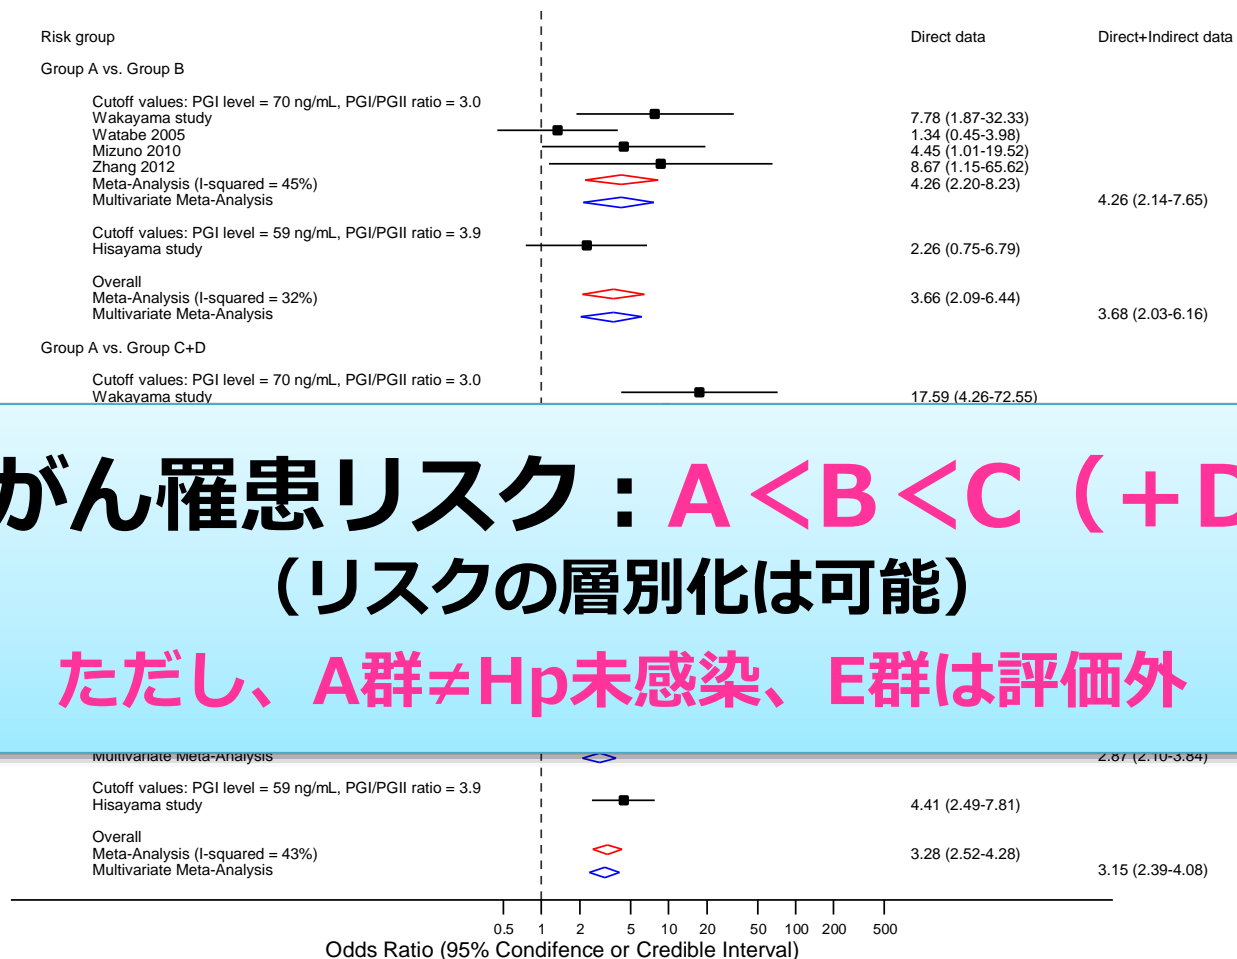 Risk group Direct data Direct+Indirect data
Group A vs. Group B
Cutoff values: PGI level = 70 ng/mL, PGI/PGII ratio = 3.0
Wakayama study 7.78 (1.87-32.33)
Watabe 2005 1.34 (0.45-3.98)
Mizuno 2010 4.45 (1.01-19.52)
Zhang 2012 8.67 (1.15-65.62)
Meta-Analysis (I-squared = 45%) 4.26 (2.20-8.23)
Multivariate Meta-Analysis 4.26 (2.14-7.65)
Cutoff values: PGI level = 59 ng/mL, PGI/PGII ratio = 3.9
Hisayama study 2.26 (0.75-6.79)
Overall
Meta-Analysis (I-squared = 32%) 3.66 (2.09-6.44)
Multivariate Meta-Analysis 3.68 (2.03-6.16)
Group A vs. Group C+D
Cutoff values: PGI level = 70 ng/mL, PGI/PGII ratio = 3.0
Wakayama study 17.59 (4.26-72.55)
がん罹患リスク：A＜B＜C（+D
（リスクの層別化は可能）
ただし、A群≠Hp未感染、E群は評価外
Multivariate Meta-Analysis 2.87 (2.10-3.84)
Cutoff values: PGI level = 59 ng/mL, PGI/PGII ratio = 3.9
Hisayama study 4.41 (2.49-7.81)
Overall
Meta-Analysis (I-squared = 43%) 3.28 (2.52-4.28)
Multivariate Meta-Analysis 3.15 (2.39-4.08)
0.5 1 2 5 10 20 50 100 200 500
Odds Ratio (95% Condifence or Credible Interval)